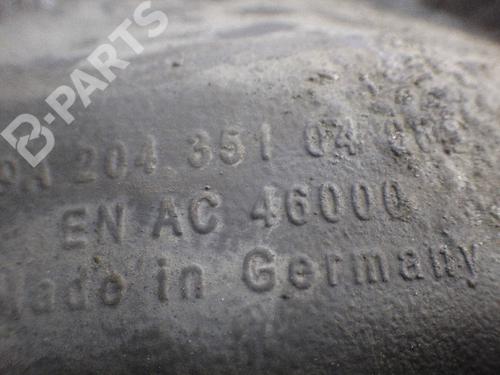 B-PARTS
A 204 351 04
EN AC 46000
Made in Germany